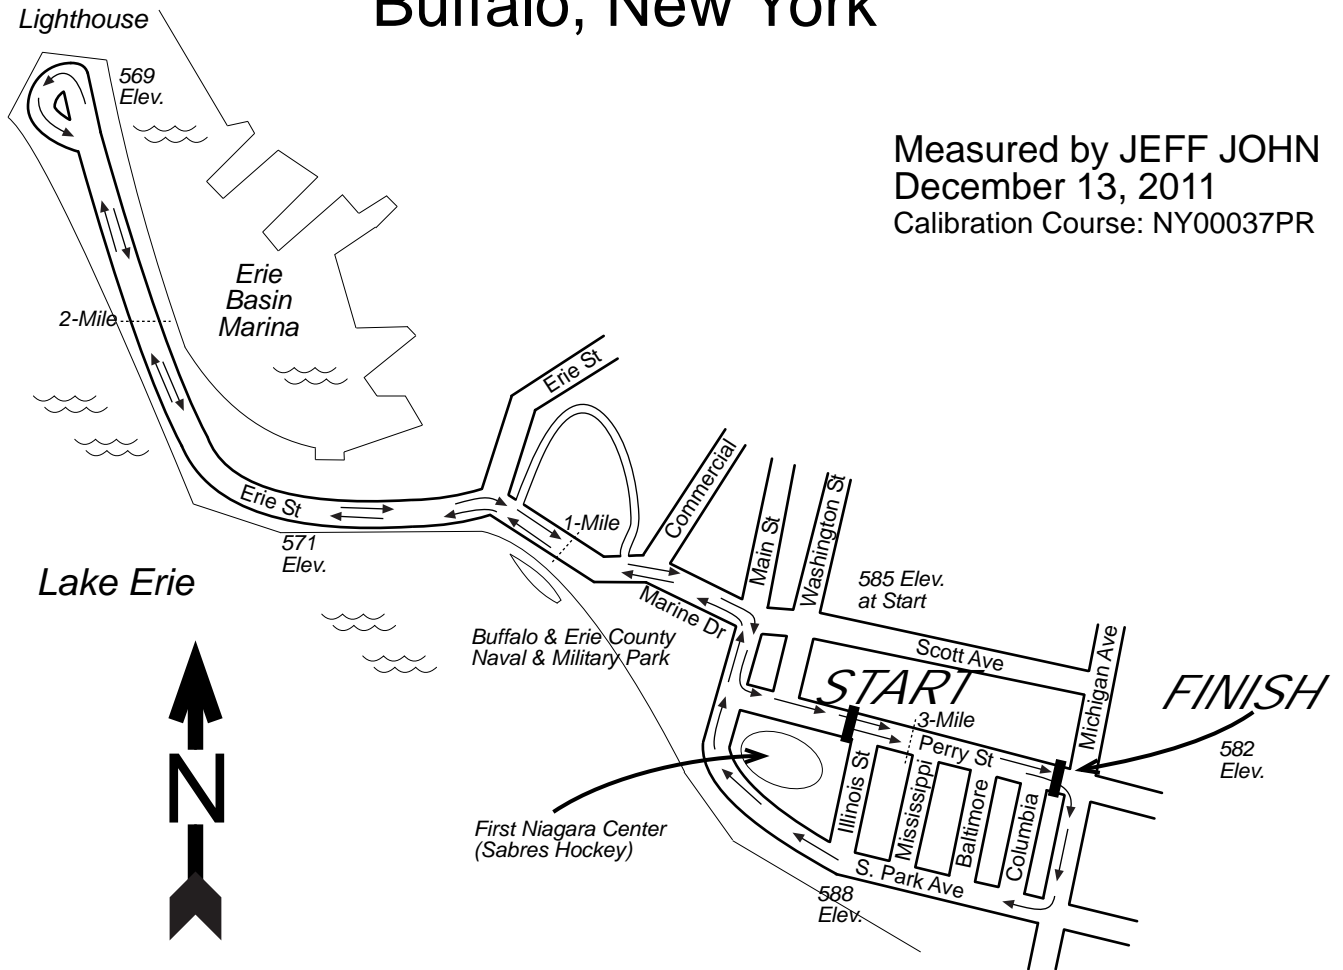 Buffalo, New York
Lighthouse
569
Elev.
Measured by JEFF JOHN
December 13, 2011
Calibration Course: NY00037PR
Erie
Basin
Marina
2-Mile
Erie St
Commercial
Main St
Washington St
Erie St
1-Mile
571
Elev.
Lake Erie
Marine Dr
585 Elev.
at Start
Buffalo & Erie County
Naval & Military Park
Scott Ave
Michigan Ave
START
FINISH
3-Mile
Perry St
582
Elev.
Illinois St
Mississippi
Baltimore
Columbia
N
First Niagara Center
(Sabres Hockey)
S. Park Ave
588
Elev.